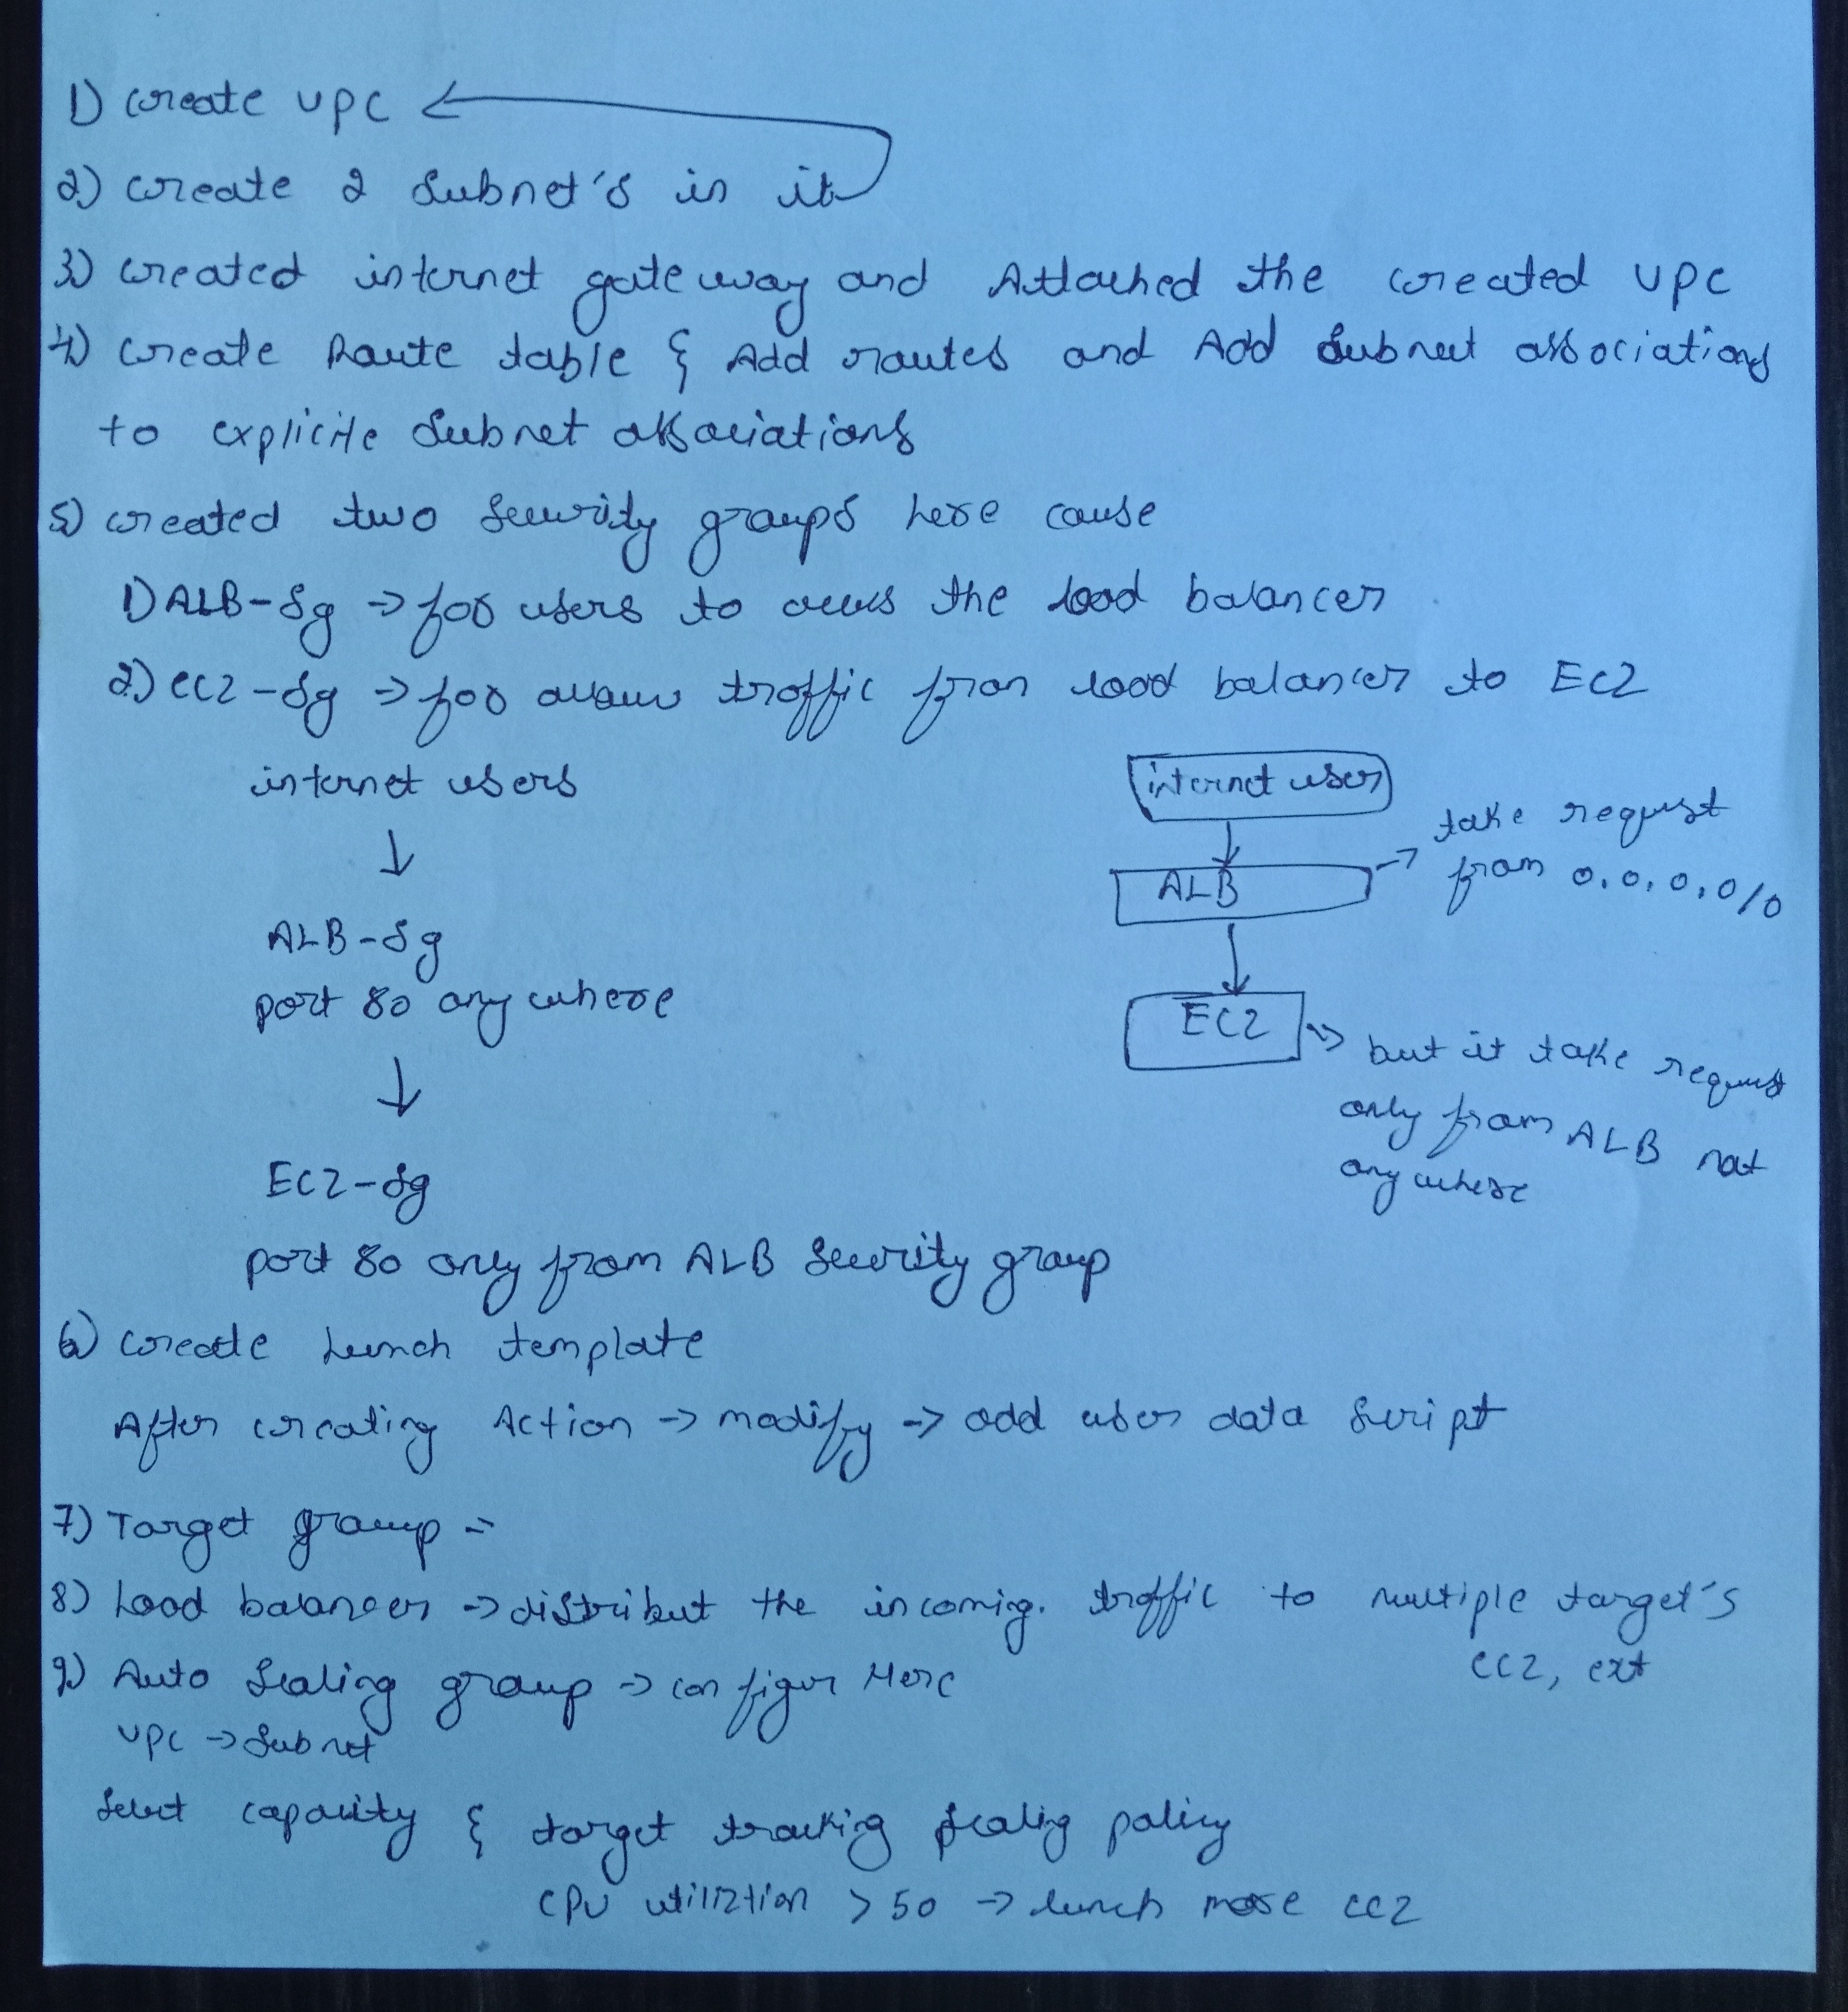 1) create vpc
2) create 2 subnet's in it
3) created internet gateway and Attached the created vpc
4) create Route table & Add routes and Add Subnet associations
to explicite Subnet associations
5) created two security groups here cause
1) ALB-sg → for users to access the load balancer
2) EC2-sg → for allow traffic from load balancer to EC2
internet users
↓
ALB-sg
port 80 anywhere
↓
EC2-sg
port 80 only from ALB Security group
internet user
↓
ALB → take request
from 0.0.0.0/0
↓
EC2 → but it take request
only from ALB not
anywhere
6) create Lunch template
After creating Action → modify → add user data script
7) Target group =
8) Load balancer → distribut the incoming. traffic to multiple target's
EC2, ext
9) Auto Scaling group → configur Here
vpc → Subnet
Select capacity & target tracking scalig policy
CPU utiliztion > 50 → lunch more EC2